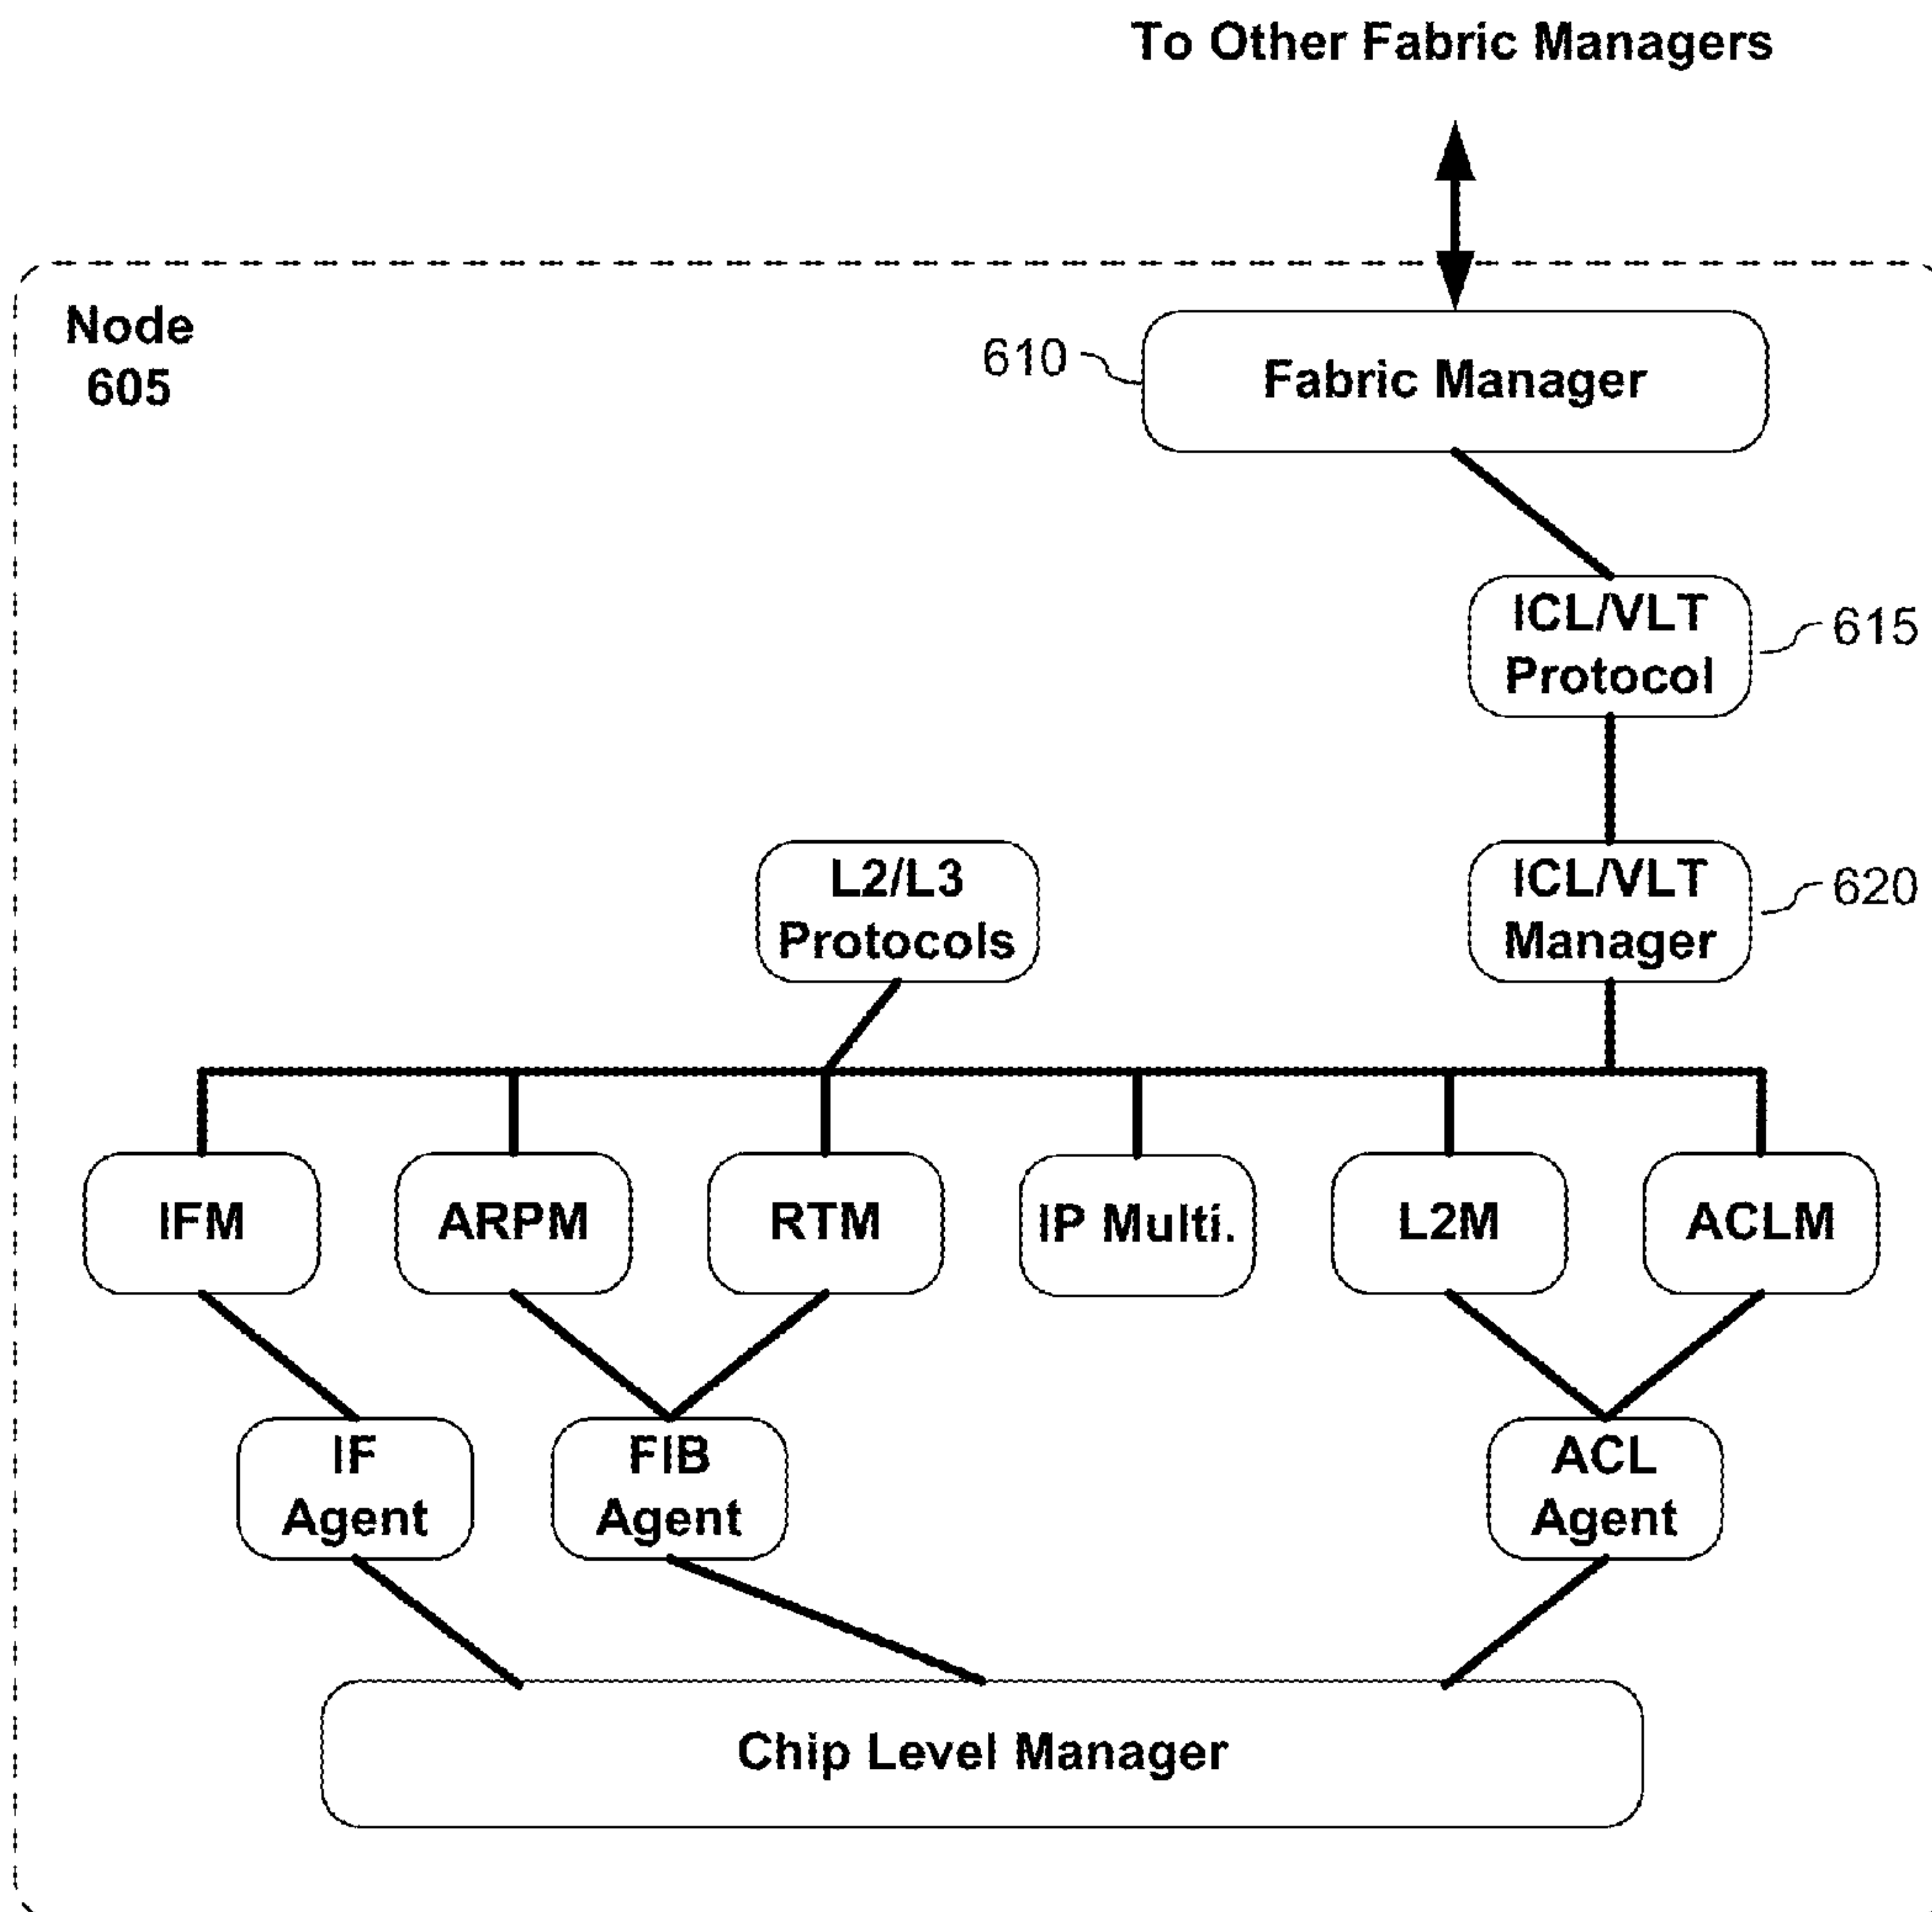 To Other Fabric Managers
Node
605
610
Fabric Manager
ICL/VLT
Protocol
615
L2/L3
Protocols
ICL/VLT
Manager
620
IFM
ARPM
RTM
IP Multi.
L2M
ACLM
IF
Agent
FIB
Agent
ACL
Agent
Chip Level Manager